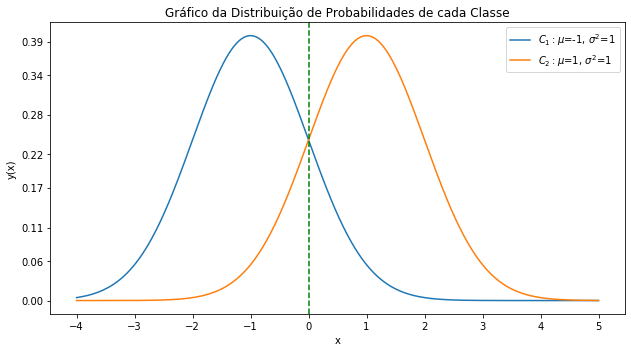 Gráfico da Distribuição de Probabilidades de cada Classe
C₁ : μ=-1, σ²=1
C₂ : μ=1, σ²=1
y(x)
0.39
0.34
0.28
0.22
0.17
0.11
0.06
0.00
−4 −3 −2 −1 0 1 2 3 4 5
x